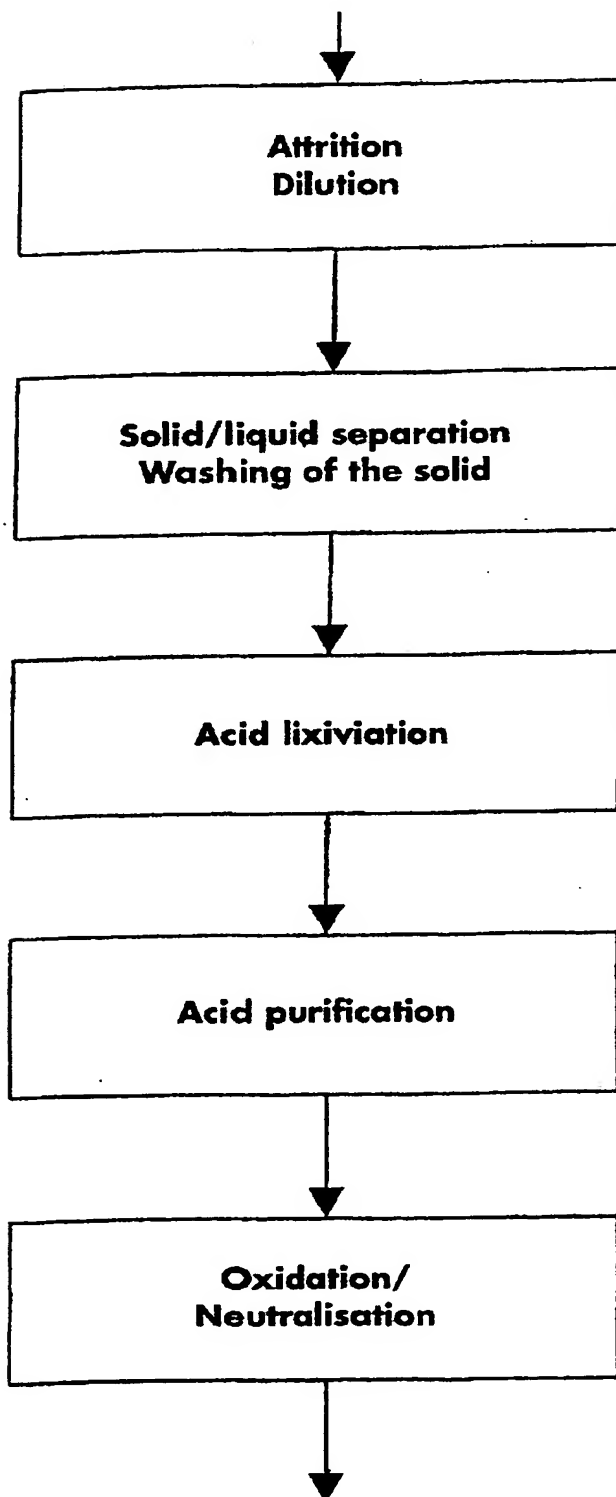 Attrition
Dilution
Solid/liquid separation
Washing of the solid
Acid lixiviation
Acid purification
Oxidation/
Neutralisation